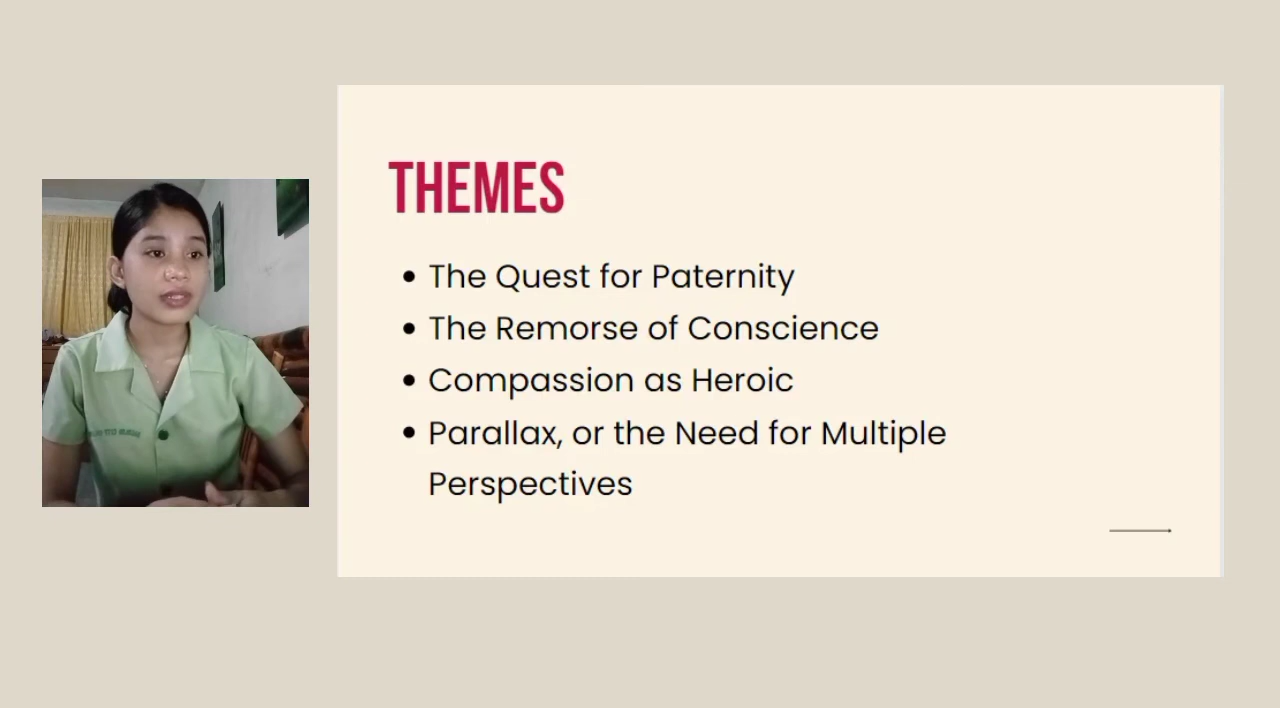 THEMES
The Quest for Paternity
The Remorse of Conscience
Compassion as Heroic
Parallax, or the Need for Multiple
Perspectives